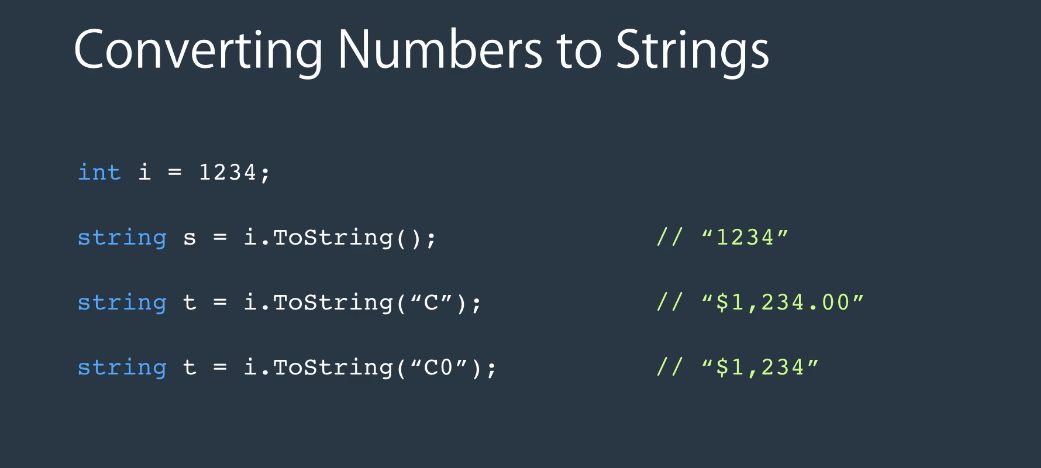 Converting Numbers to Strings
int i = 1234;
string s = i.ToString(); // “1234”
string t = i.ToString(“C”); // “$1,234.00”
string t = i.ToString(“C0”); // “$1,234”